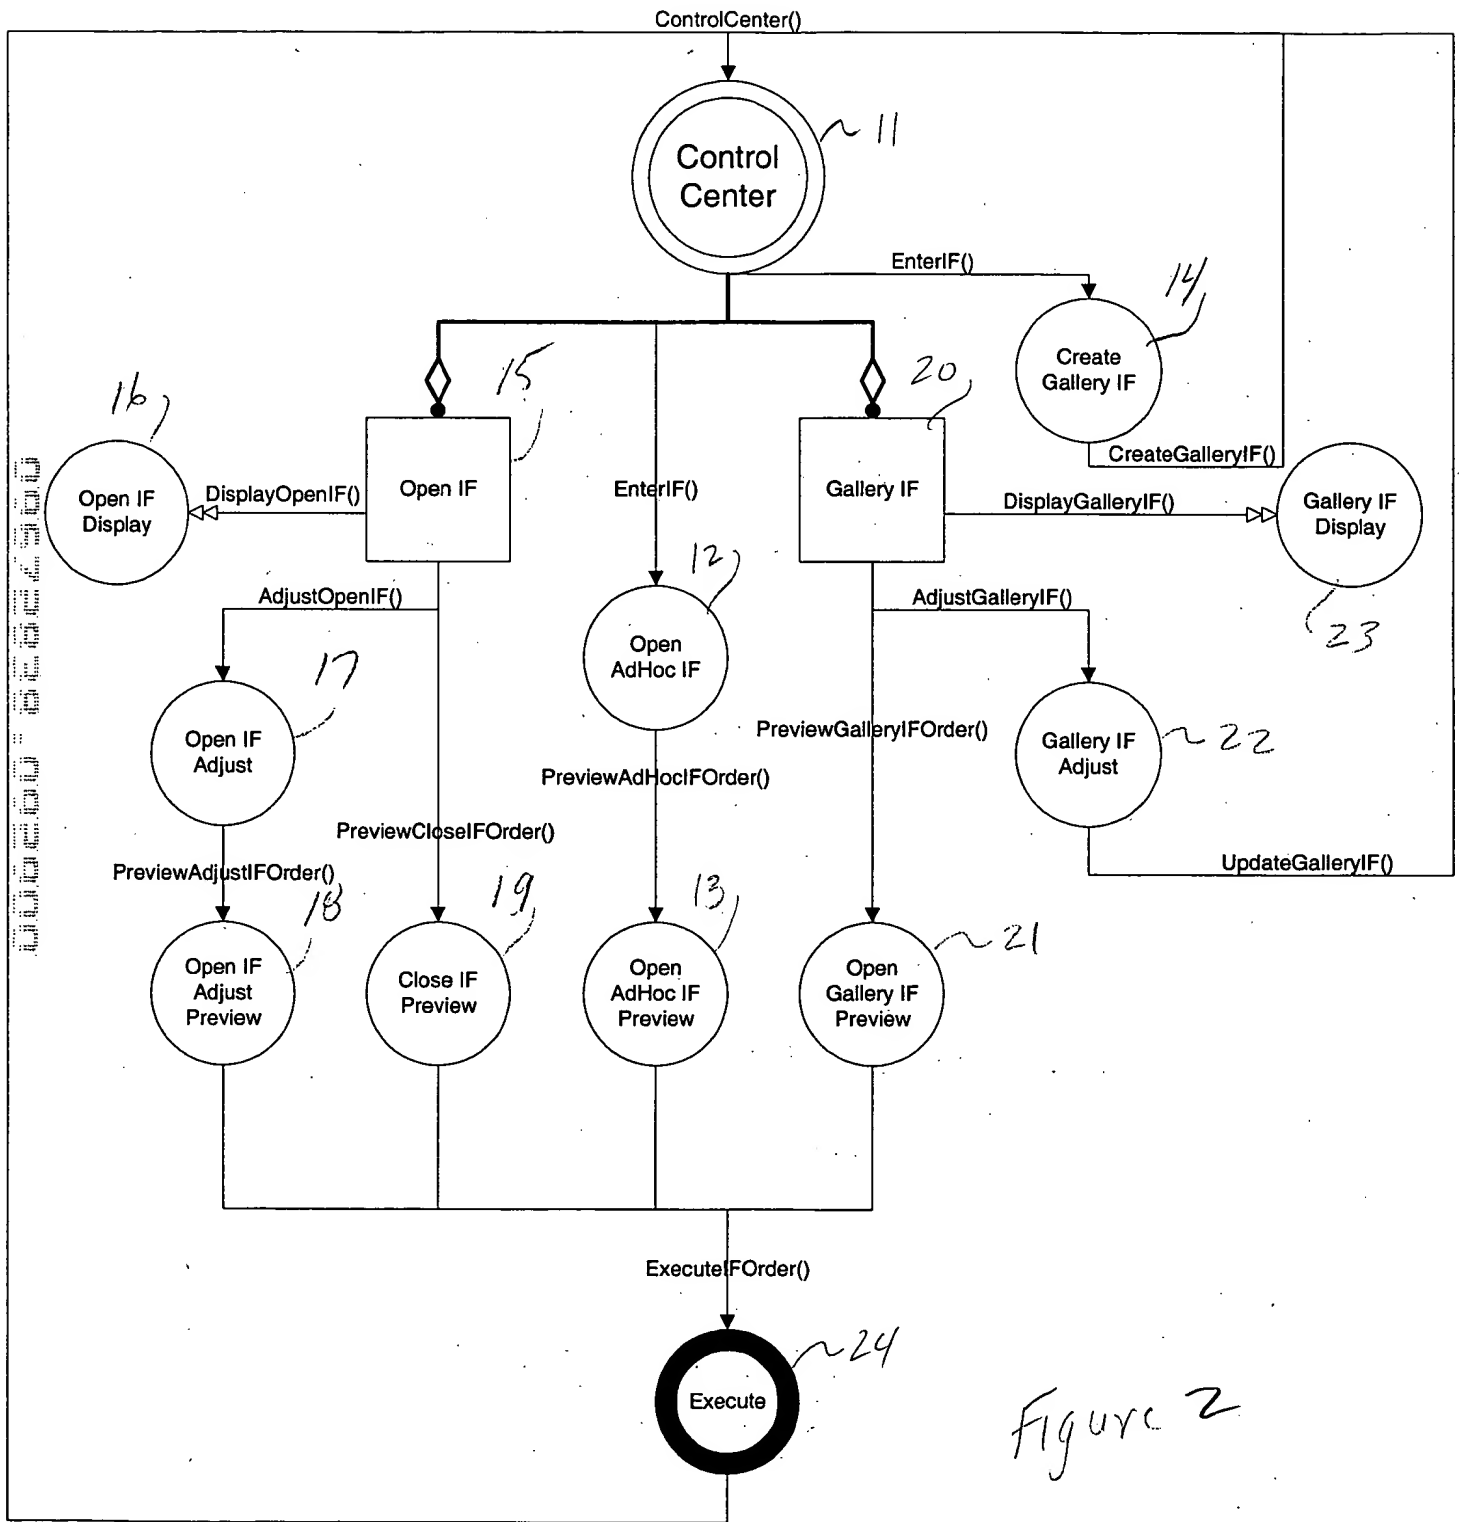 ControlCenter()
11
Control
Center
EnterIF()
14
Create
Gallery IF
CreateGalleryIF()
15
20
16
Open IF
Display
DisplayOpenIF()
Open IF
EnterIF()
Gallery IF
DisplayGalleryIF()
Gallery IF
Display
23
12
AdjustOpenIF()
AdjustGalleryIF()
Open
AdHoc IF
17
Open IF
Adjust
PreviewGalleryIFOrder()
Gallery IF
Adjust
22
PreviewAdHocIFOrder()
PreviewCloseIFOrder()
PreviewAdjustIFOrder()
UpdateGalleryIF()
18
19
13
21
Open IF
Adjust
Preview
Close IF
Preview
Open
AdHoc IF
Preview
Open
Gallery IF
Preview
ExecuteIFOrder()
24
Execute
Figure 2